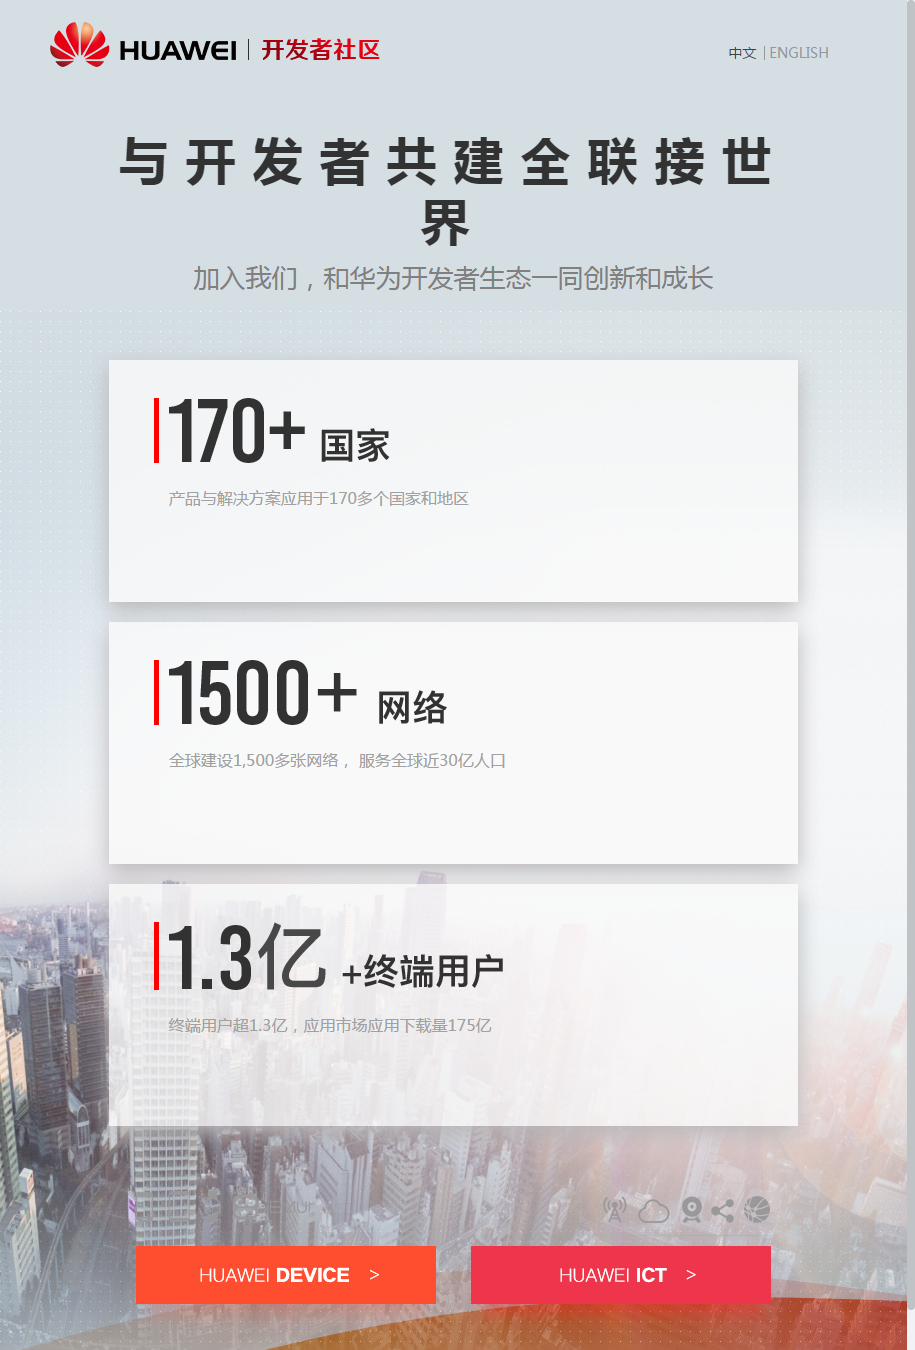 HUAWEI 开发者社区
中文 | ENGLISH
与开发者共建全联接世
界
加入我们，和华为开发者生态一同创新和成长
170+ 国家
产品与解决方案应用于170多个国家和地区
1500+ 网络
全球建设1,500多张网络， 服务全球近30亿人口
1.3亿 +终端用户
终端用户超1.3亿，应用市场应用下载量175亿
HUAWEI DEVICE >
HUAWEI ICT >